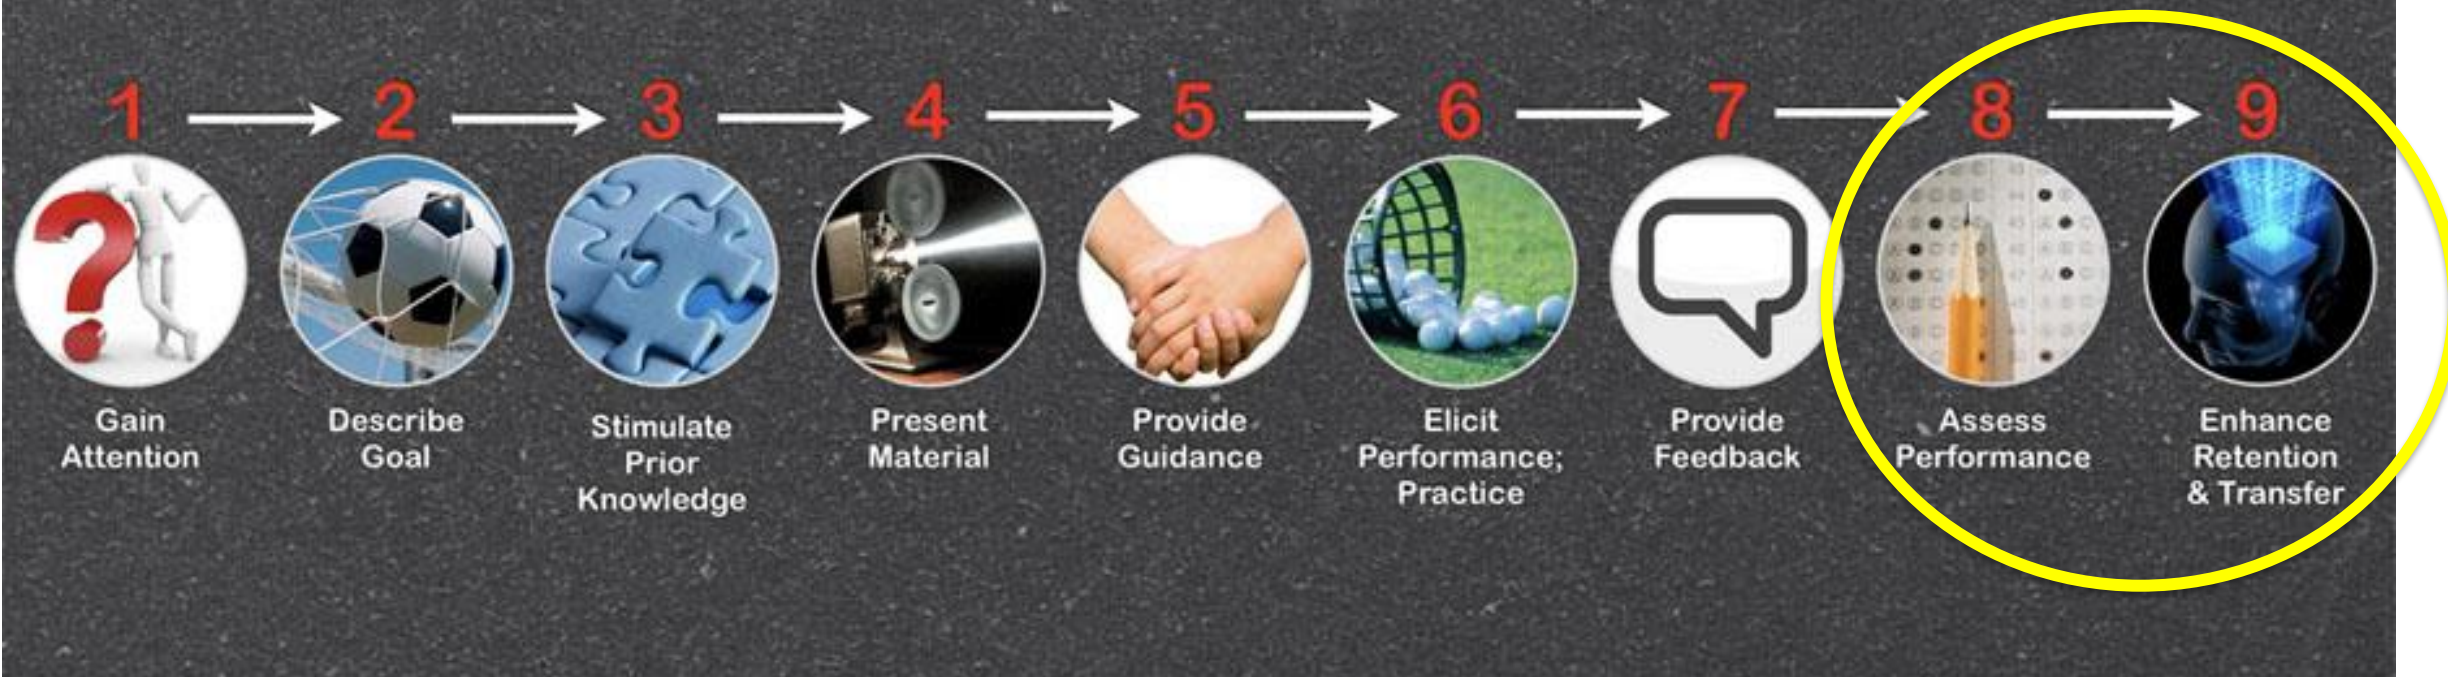 1 2 3 4 5 6 7 8 9
Gain
Attention
Describe
Goal
Stimulate
Prior
Knowledge
Present
Material
Provide
Guidance
Elicit
Performance;
Practice
Provide
Feedback
Assess
Performance
Enhance
Retention
& Transfer